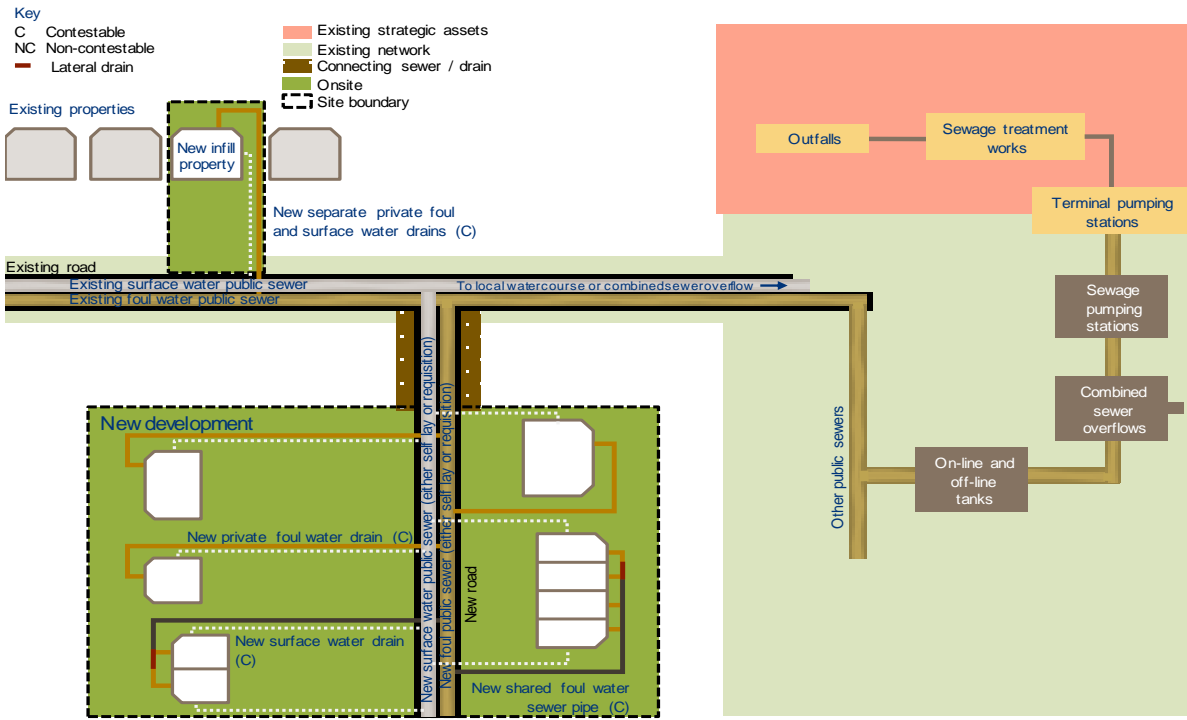 Key
C Contestable
NC Non-contestable
Lateral drain
Existing strategic assets
Existing network
Connecting sewer / drain
Onsite
Site boundary
Existing properties
New infill
property
New separate private foul
and surface water drains (C)
Existing road
Existing surface water public sewer
To local watercourse or combined sewer overflow
Existing foul water public sewer
New development
New private foul water drain (C)
New surface water drain
(C)
New surface water public sewer (either self lay or requisition)
New foul public sewer (either self lay or requisition)
New road
New shared foul water
sewer pipe (C)
Other public sewers
Outfalls
Sewage treatment
works
Terminal pumping
stations
Sewage
pumping
stations
Combined
sewer
overflows
On-line and
off-line
tanks